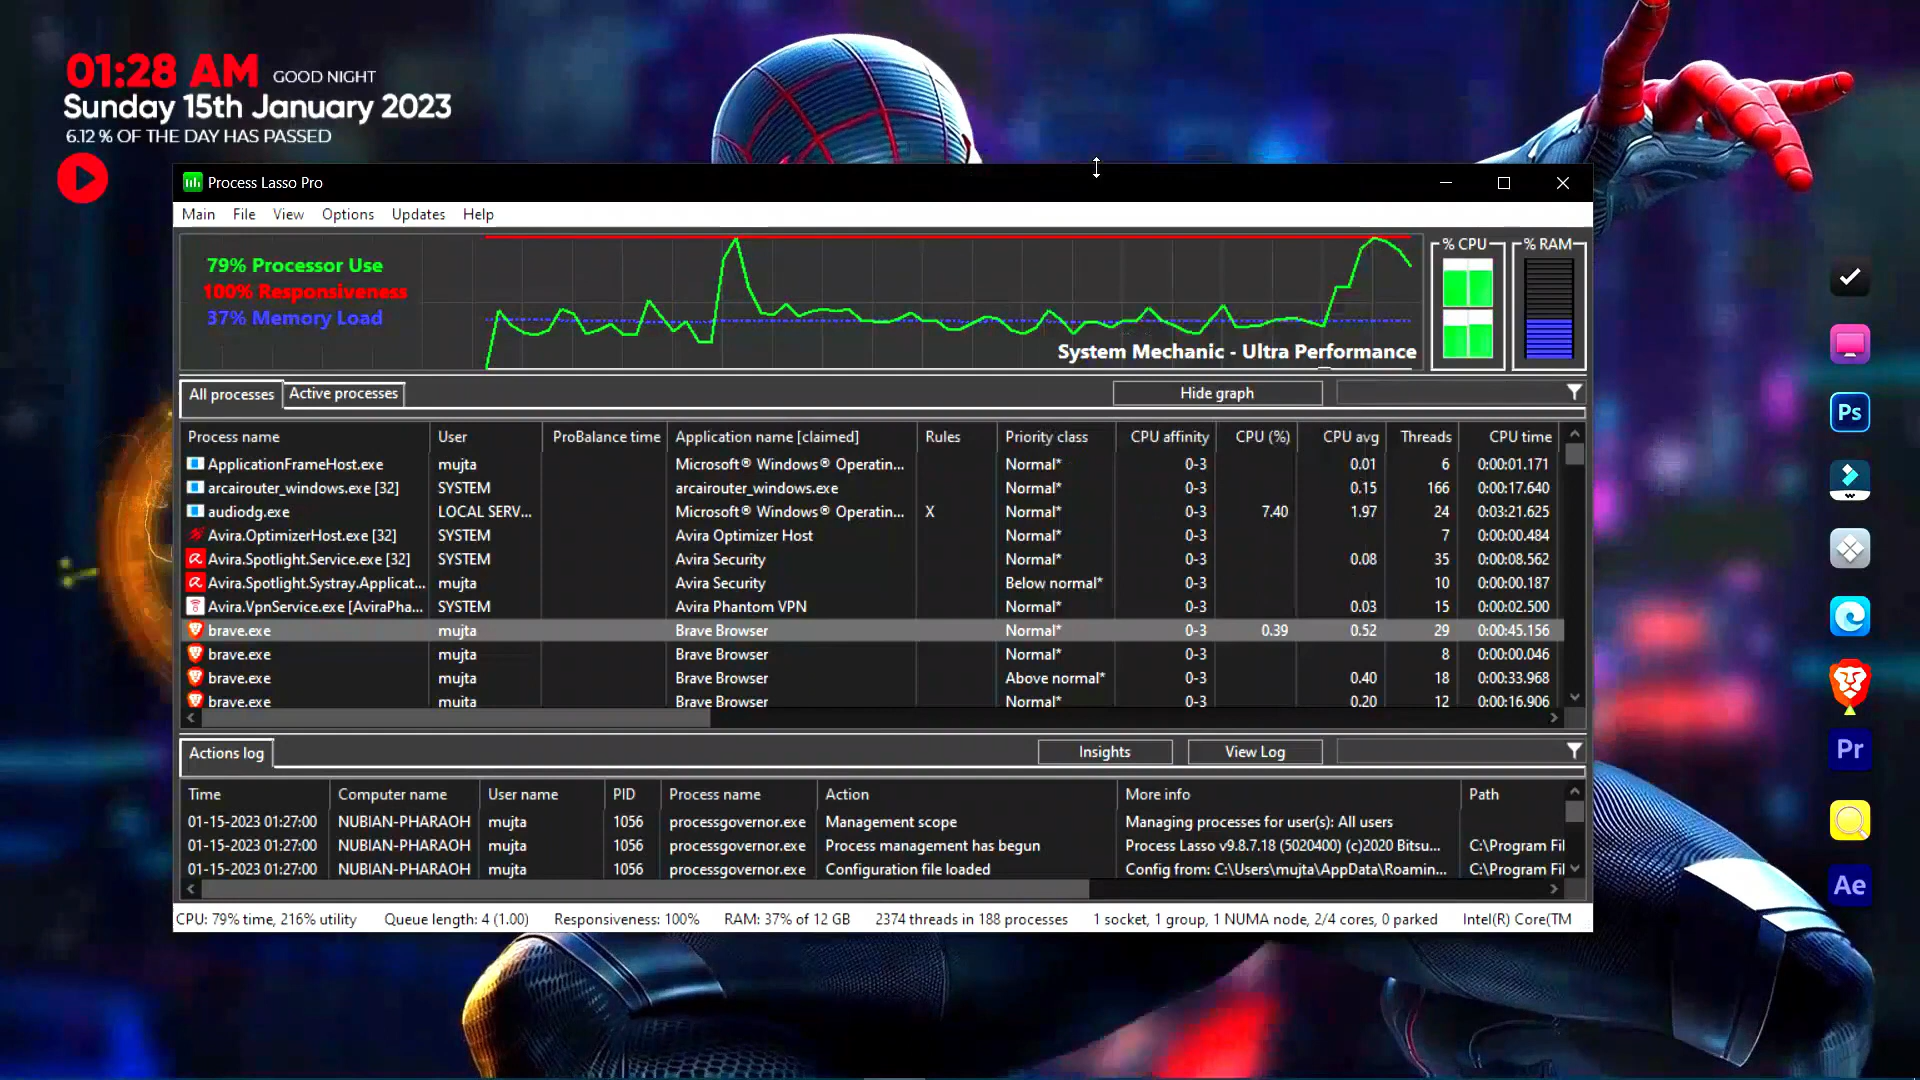 01:28 AM GOOD NIGHT
Sunday 15th January 2023
6.12 % OF THE DAY HAS PASSED
Process Lasso Pro
Main File View Options Updates Help
79% Processor Use
100% Responsiveness
37% Memory Load
System Mechanic - Ultra Performance
% CPU % RAM
All processes Active processes Hide graph
Process name User ProBalance time Application name [claimed] Rules Priority class CPU affinity CPU (%) CPU avg Threads CPU time
ApplicationFrameHost.exe mujta Microsoft® Windows® Operatin... Normal* 0-3 0.01 6 0:00:01.171
arcairouter_windows.exe [32] SYSTEM arcairouter_windows.exe Normal* 0-3 0.15 166 0:00:17.640
audiodg.exe LOCAL SERV... Microsoft® Windows® Operatin... X Normal* 0-3 7.40 1.97 24 0:03:21.625
Avira.OptimizerHost.exe [32] SYSTEM Avira Optimizer Host Normal* 0-3 7 0:00:00.484
Avira.Spotlight.Service.exe [32] SYSTEM Avira Security Normal* 0-3 0.08 35 0:00:08.562
Avira.Spotlight.Systray.Applicat... mujta Avira Security Below normal* 0-3 10 0:00:00.187
Avira.VpnService.exe [AviraPha... SYSTEM Avira Phantom VPN Normal* 0-3 0.03 15 0:00:02.500
brave.exe mujta Brave Browser Normal* 0-3 0.39 0.52 29 0:00:45.156
brave.exe mujta Brave Browser Normal* 0-3 8 0:00:00.046
brave.exe mujta Brave Browser Above normal* 0-3 0.40 18 0:00:33.968
brave.exe mujta Brave Browser Normal* 0-3 0.20 12 0:00:16.906
Actions log Insights View Log
Time Computer name User name PID Process name Action More info Path
01-15-2023 01:27:00 NUBIAN-PHARAOH mujta 1056 processgovernor.exe Management scope Managing processes for user(s): All users
01-15-2023 01:27:00 NUBIAN-PHARAOH mujta 1056 processgovernor.exe Process management has begun Process Lasso v9.8.7.18 (5020400) (c)2020 Bitsu... C:\Program Fil
01-15-2023 01:27:00 NUBIAN-PHARAOH mujta 1056 processgovernor.exe Configuration file loaded Config from: C:\Users\mujta\AppData\Roamin... C:\Program Fil
CPU: 79% time, 216% utility Queue length: 4 (1.00) Responsiveness: 100% RAM: 37% of 12 GB 2374 threads in 188 processes 1 socket, 1 group, 1 NUMA node, 2/4 cores, 0 parked Intel(R) Core(TM
Ps
Pr
Ae